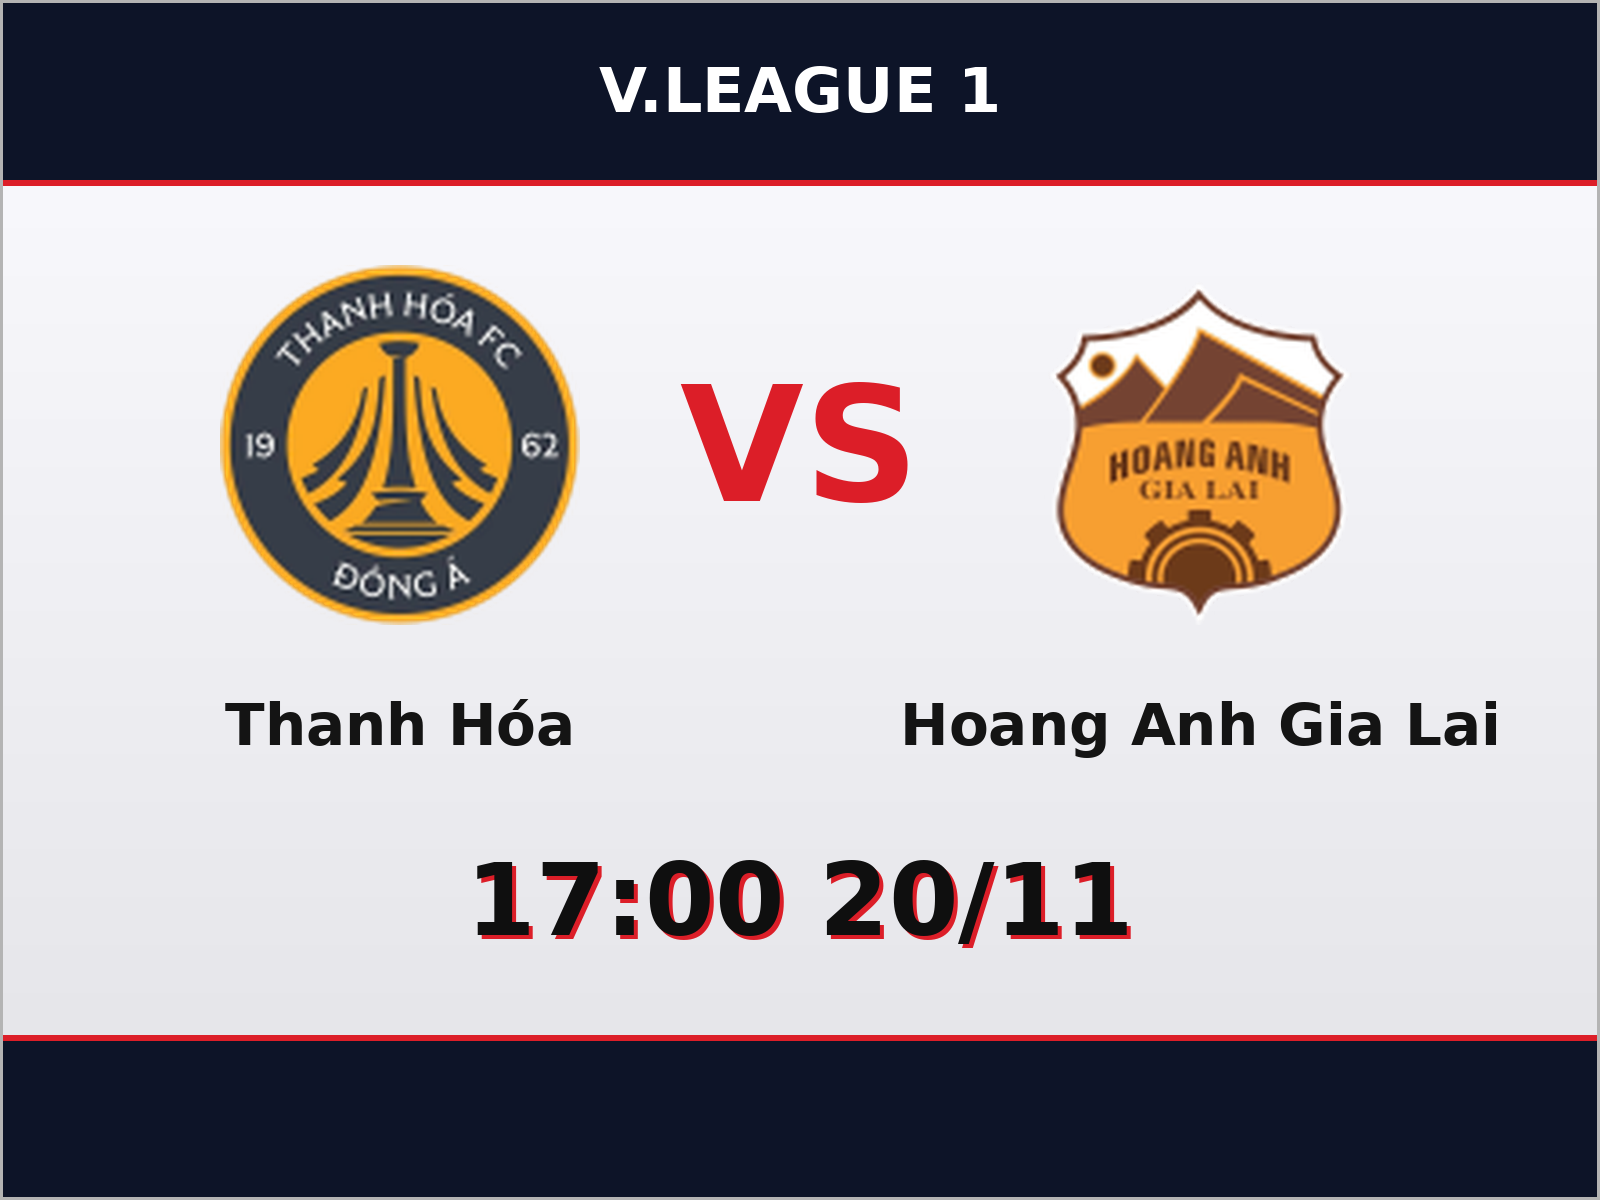 V.LEAGUE 1
THANH HÓA FC
19 62
ĐÔNG Á
VS
HOANG ANH
GIA LAI
Thanh Hóa
Hoang Anh Gia Lai
17:00 20/11